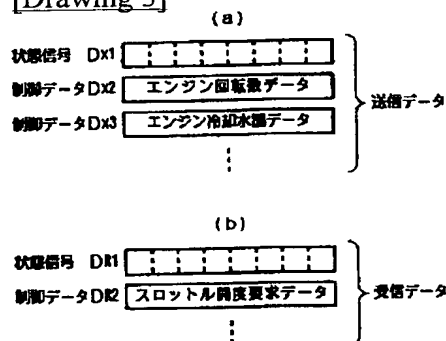 [Drawing 3]
(a)
状態信号 DX1
制御データDX2 エンジン回転数データ
制御データDX3 エンジン冷却水温データ
送信データ
(b)
状態信号 DR1
制御データDR2 スロットル開度要求データ
受信データ